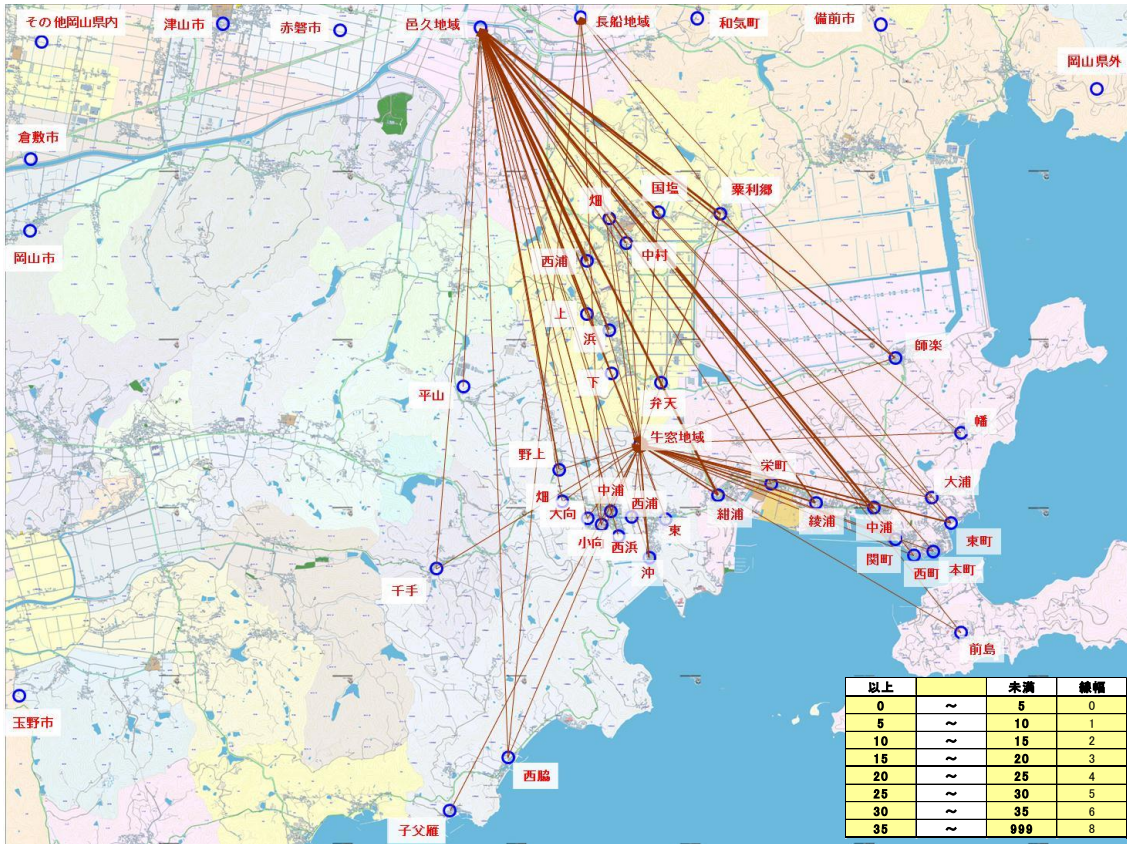 その他岡山県内
津山市
赤磐市
邑久地域
長船地域
和気町
備前市
岡山県外
倉敷市
岡山市
畑
国塩
粟利郷
中村
西浦
上
浜
下
弁天
師楽
平山
牛窓地域
幡
野上
栄町
大浦
畑
大向
中浦
西浦
紺浦
綾浦
中浦
東町
小向
西浜
東
関町
西町
本町
沖
千手
前島
玉野市
西脇
子父雁
以上 未満 線幅
0 ～ 5 0
5 ～ 10 1
10 ～ 15 2
15 ～ 20 3
20 ～ 25 4
25 ～ 30 5
30 ～ 35 6
35 ～ 999 8